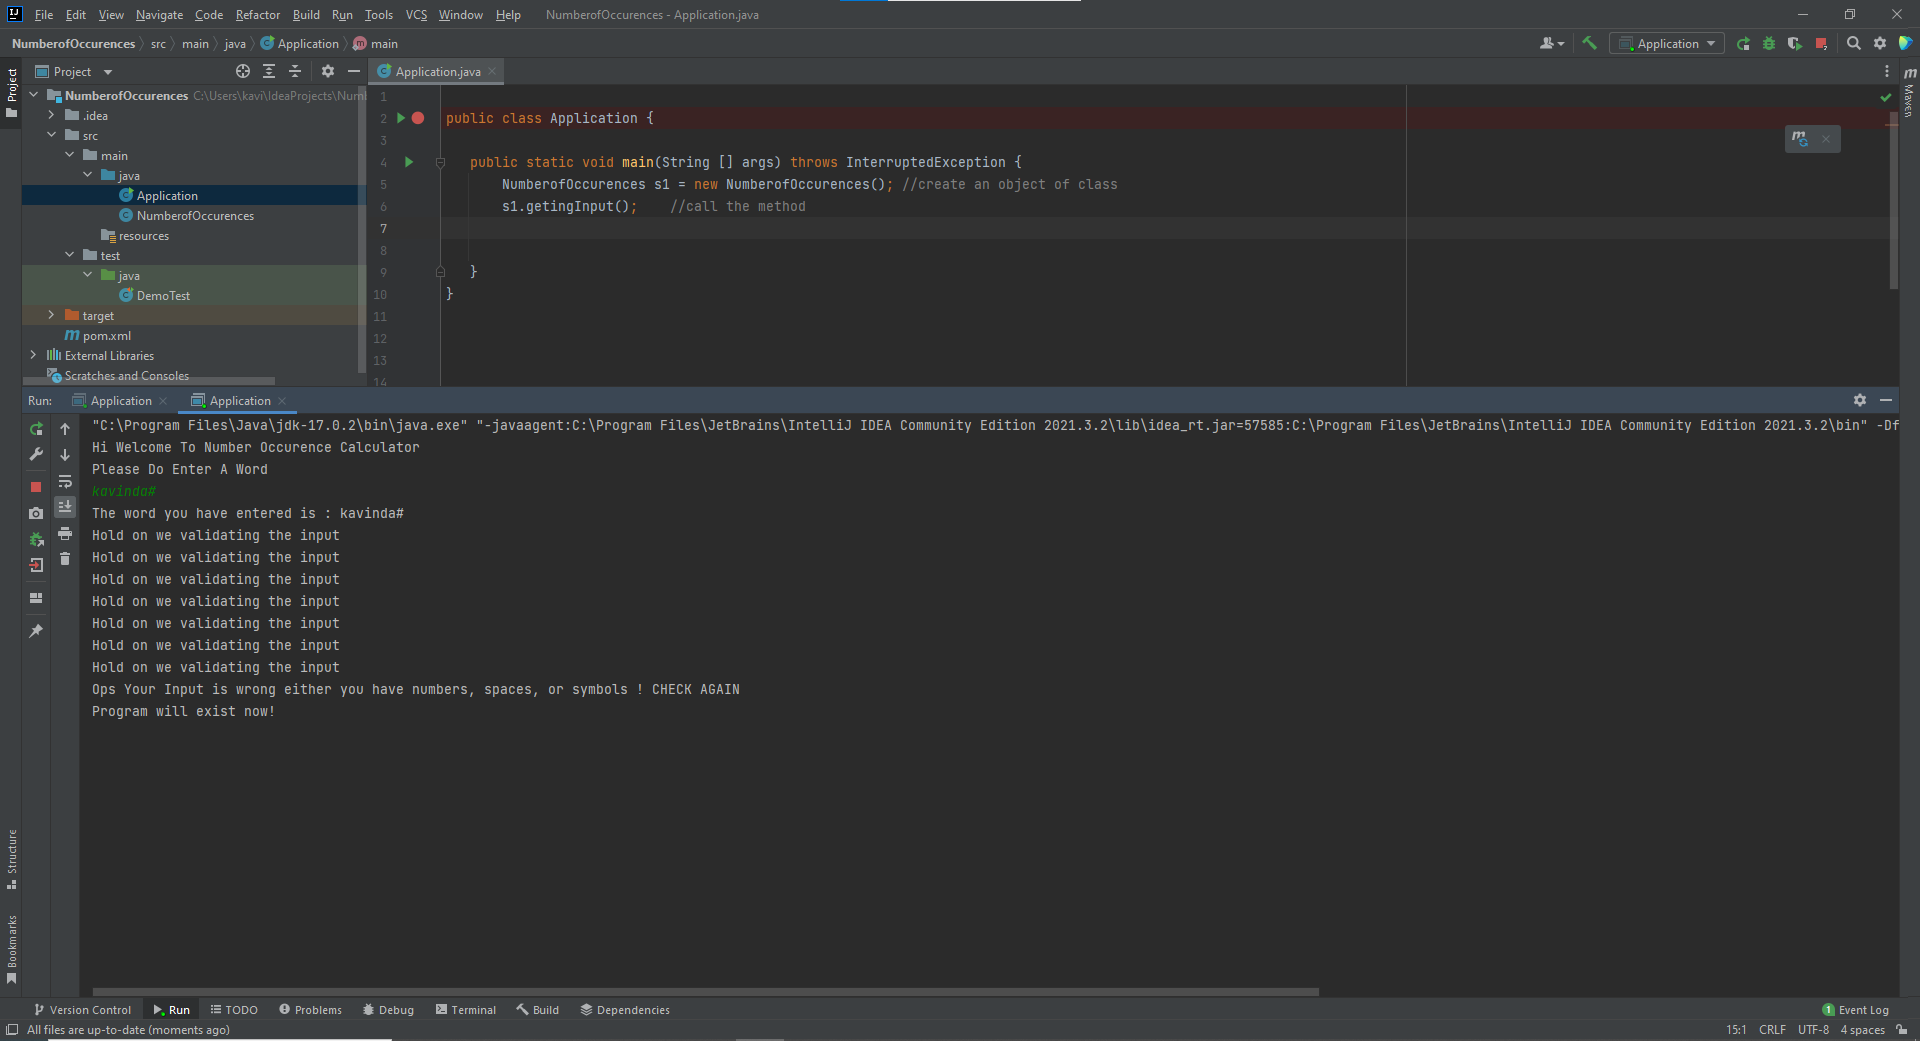 File Edit View Navigate Code Refactor Build Run Tools VCS Window Help NumberofOccurences - Application.java
NumberofOccurences src main java Application main
Application
Project
Project
Application.java
Maven
NumberofOccurences C:\Users\kavi\IdeaProjects\Num
.idea
src
main
java
Application
NumberofOccurences
resources
test
java
DemoTest
target
pom.xml
External Libraries
Scratches and Consoles
1
2 public class Application {
3
4 public static void main(String [] args) throws InterruptedException {
5 NumberofOccurences s1 = new NumberofOccurences(); //create an object of class
6 s1.getingInput(); //call the method
7
8
9 }
10 }
11
12
13
14
Run: Application Application
"C:\Program Files\Java\jdk-17.0.2\bin\java.exe" "-javaagent:C:\Program Files\JetBrains\IntelliJ IDEA Community Edition 2021.3.2\lib\idea_rt.jar=57585:C:\Program Files\JetBrains\IntelliJ IDEA Community Edition 2021.3.2\bin" -Df
Hi Welcome To Number Occurence Calculator
Please Do Enter A Word
kavinda#
The word you have entered is : kavinda#
Hold on we validating the input
Hold on we validating the input
Hold on we validating the input
Hold on we validating the input
Hold on we validating the input
Hold on we validating the input
Hold on we validating the input
Ops Your Input is wrong either you have numbers, spaces, or symbols ! CHECK AGAIN
Program will exist now!
Structure
Bookmarks
Version Control Run TODO Problems Debug Terminal Build Dependencies 1 Event Log
All files are up-to-date (moments ago) 15:1 CRLF UTF-8 4 spaces